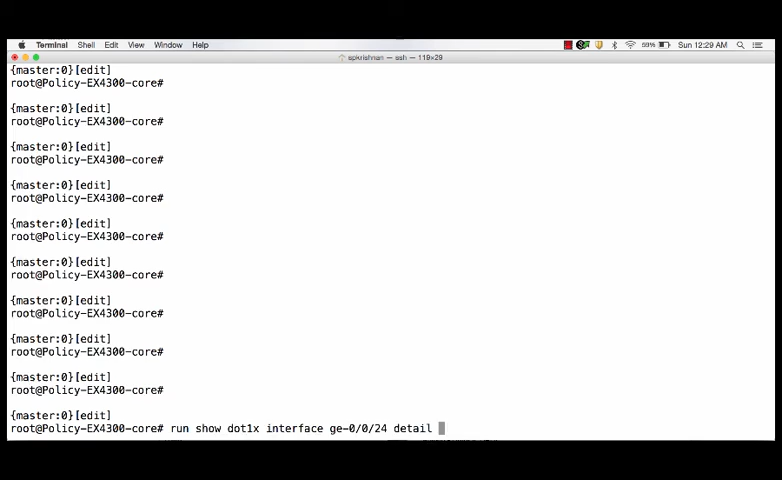 Terminal Shell Edit View Window Help 59% Sun 12:29 AM
spkrishnan — ssh — 119×29
{master:0}[edit]
root@Policy-EX4300-core#
{master:0}[edit]
root@Policy-EX4300-core#
{master:0}[edit]
root@Policy-EX4300-core#
{master:0}[edit]
root@Policy-EX4300-core#
{master:0}[edit]
root@Policy-EX4300-core#
{master:0}[edit]
root@Policy-EX4300-core#
{master:0}[edit]
root@Policy-EX4300-core#
{master:0}[edit]
root@Policy-EX4300-core#
{master:0}[edit]
root@Policy-EX4300-core#
{master:0}[edit]
root@Policy-EX4300-core# run show dot1x interface ge-0/0/24 detail